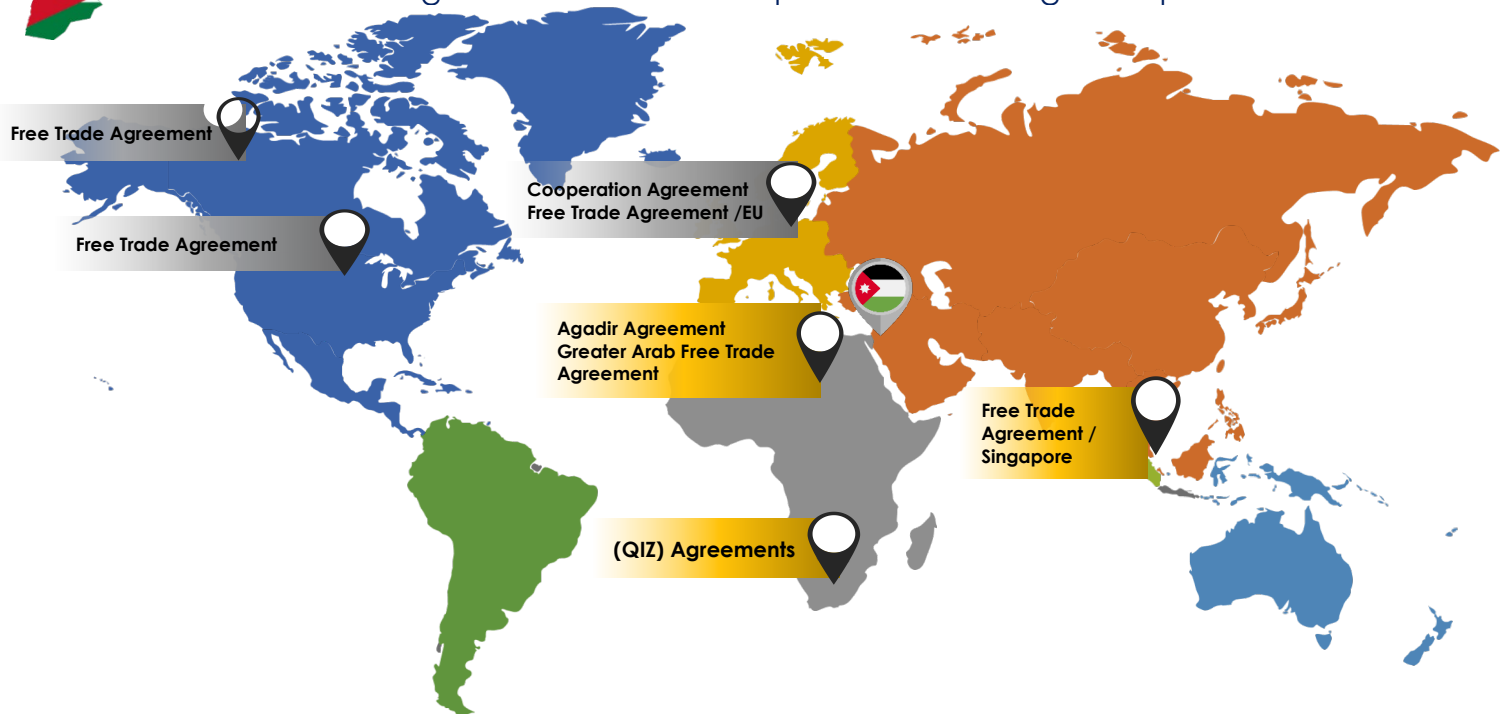 Free Trade Agreement
Cooperation Agreement
Free Trade Agreement /EU
Free Trade Agreement
Agadir Agreement
Greater Arab Free Trade
Agreement
Free Trade
Agreement /
Singapore
(QIZ) Agreements